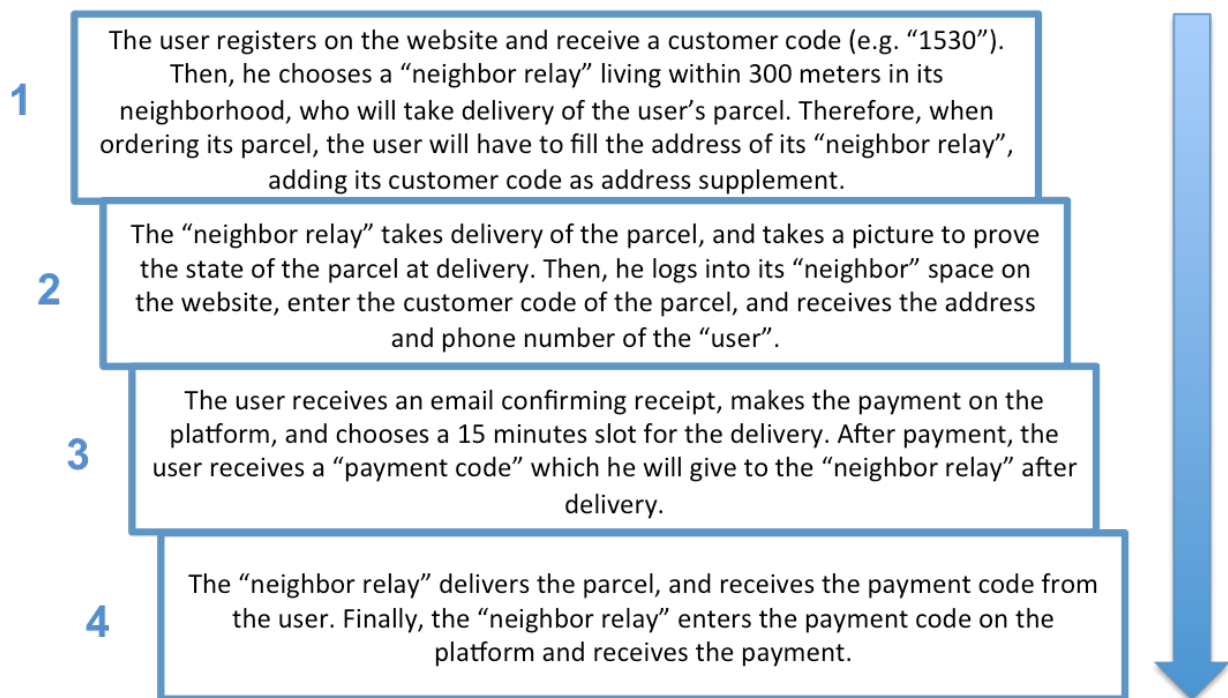 1
The user registers on the website and receive a customer code (e.g. “1530”).
Then, he chooses a “neighbor relay” living within 300 meters in its
neighborhood, who will take delivery of the user’s parcel. Therefore, when
ordering its parcel, the user will have to fill the address of its “neighbor relay”,
adding its customer code as address supplement.
2
The “neighbor relay” takes delivery of the parcel, and takes a picture to prove
the state of the parcel at delivery. Then, he logs into its “neighbor” space on
the website, enter the customer code of the parcel, and receives the address
and phone number of the “user”.
3
The user receives an email confirming receipt, makes the payment on the
platform, and chooses a 15 minutes slot for the delivery. After payment, the
user receives a “payment code” which he will give to the “neighbor relay” after
delivery.
4
The “neighbor relay” delivers the parcel, and receives the payment code from
the user. Finally, the “neighbor relay” enters the payment code on the
platform and receives the payment.